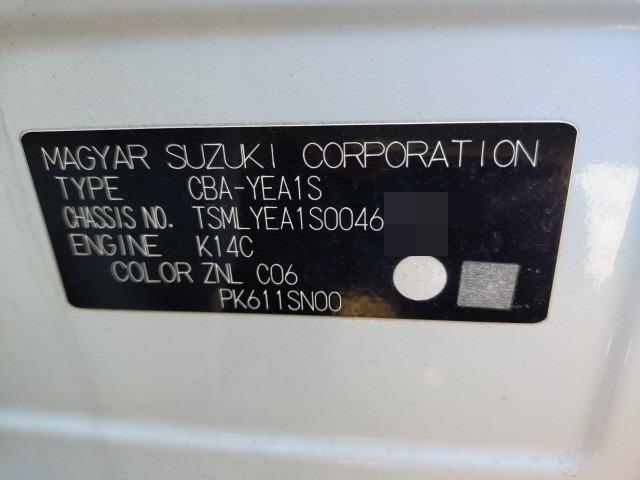 MAGYAR SUZUKI CORPORATION
TYPE CBA-YEA1S
CHASSIS NO. TSMLYEA1S0046
ENGINE K14C
COLOR ZNL C06
PK611SN00